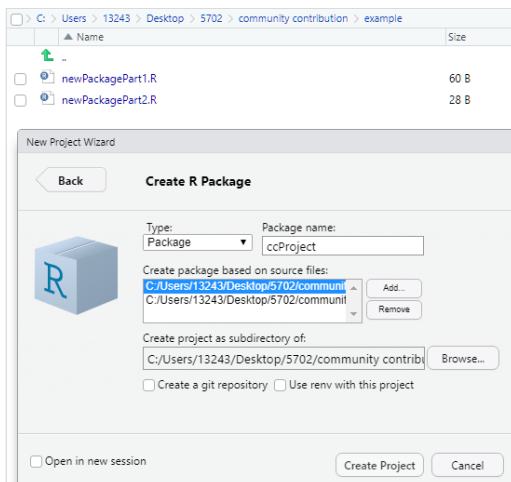 C: > Users > 13243 > Desktop > 5702 > community contribution > example
Name Size
..
newPackagePart1.R 60 B
newPackagePart2.R 28 B
New Project Wizard
Back Create R Package
Type: Package name:
Package ccProject
R
Create package based on source files:
C:/Users/13243/Desktop/5702/communit Add...
C:/Users/13243/Desktop/5702/communit Remove
Create project as subdirectory of:
C:/Users/13243/Desktop/5702/community contribu Browse...
Create a git repository Use renv with this project
Open in new session Create Project Cancel